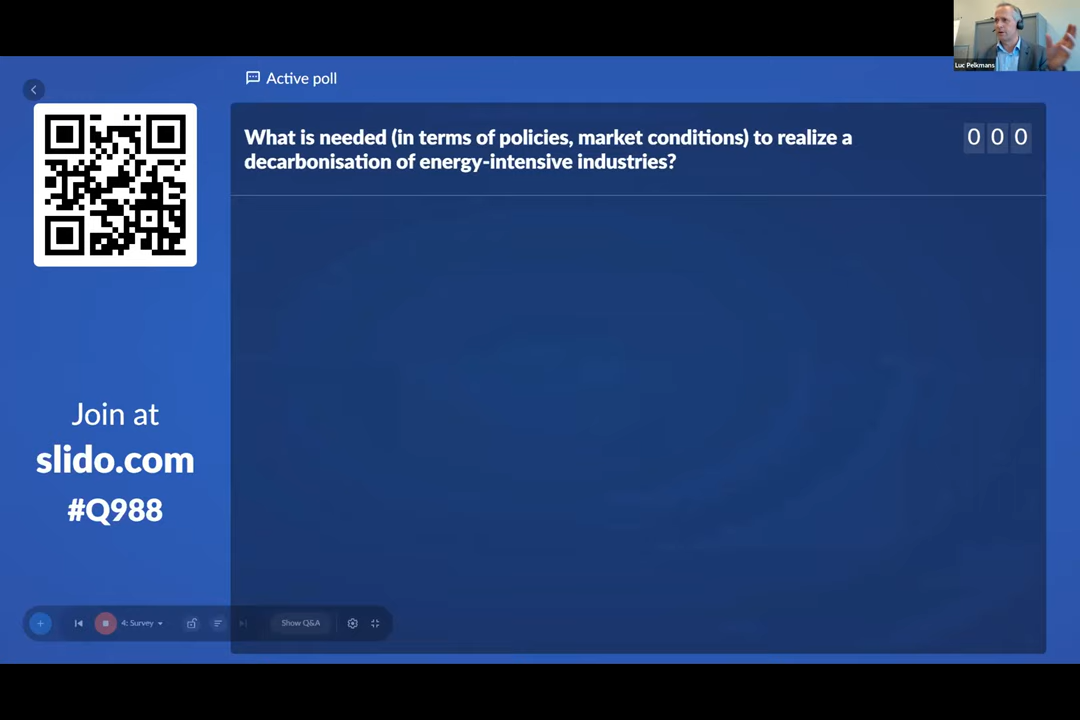 Luc Pelkmans
Active poll
What is needed (in terms of policies, market conditions) to realize a
decarbonisation of energy-intensive industries?
0 0 0
Join at
slido.com
#Q988
4: Survey
Show Q&A